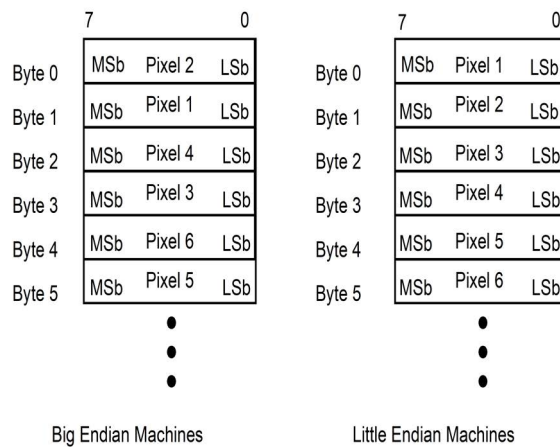 7 0 7 0
Byte 0 MSb Pixel 2 LSb Byte 0 MSb Pixel 1 LSb
Byte 1 MSb Pixel 1 LSb Byte 1 MSb Pixel 2 LSb
Byte 2 MSb Pixel 4 LSb Byte 2 MSb Pixel 3 LSb
Byte 3 MSb Pixel 3 LSb Byte 3 MSb Pixel 4 LSb
Byte 4 MSb Pixel 6 LSb Byte 4 MSb Pixel 5 LSb
Byte 5 MSb Pixel 5 LSb Byte 5 MSb Pixel 6 LSb
Big Endian Machines Little Endian Machines